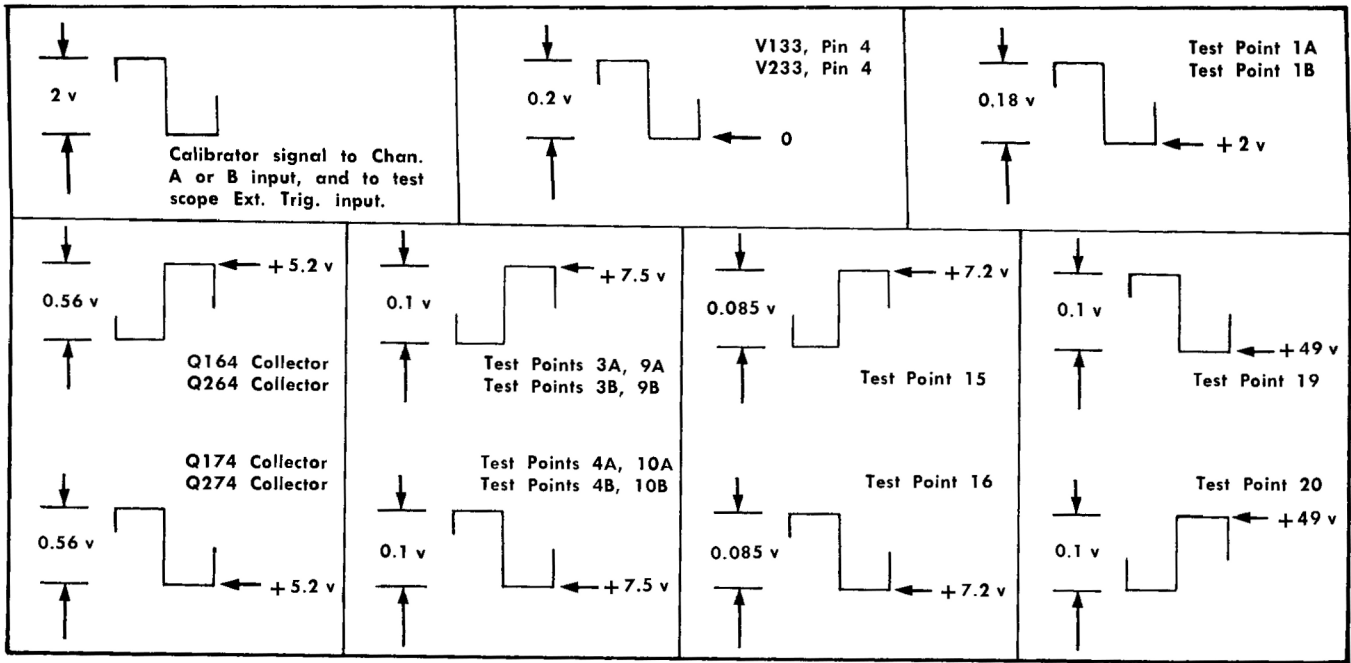 2 v
Calibrator signal to Chan.
A or B input, and to test
scope Ext. Trig. input.
V133, Pin 4
V233, Pin 4
0.2 v
0
Test Point 1A
Test Point 1B
0.18 v
+2 v
+5.2 v
0.56 v
Q164 Collector
Q264 Collector
Q174 Collector
Q274 Collector
0.56 v
+5.2 v
+7.5 v
0.1 v
Test Points 3A, 9A
Test Points 3B, 9B
Test Points 4A, 10A
Test Points 4B, 10B
0.1 v
+7.5 v
+7.2 v
0.085 v
Test Point 15
Test Point 16
0.085 v
+7.2 v
0.1 v
+49 v
Test Point 19
Test Point 20
+49 v
0.1 v